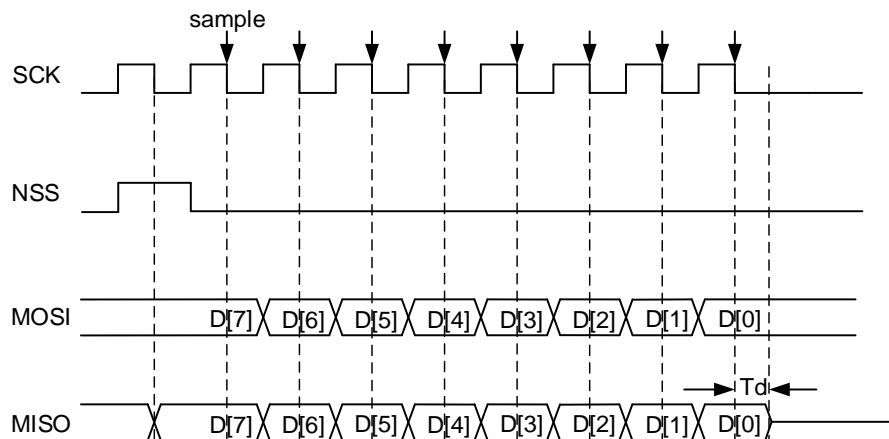 sample
SCK
NSS
MOSI D[7] D[6] D[5] D[4] D[3] D[2] D[1] D[0]
Td
MISO D[7] D[6] D[5] D[4] D[3] D[2] D[1] D[0]